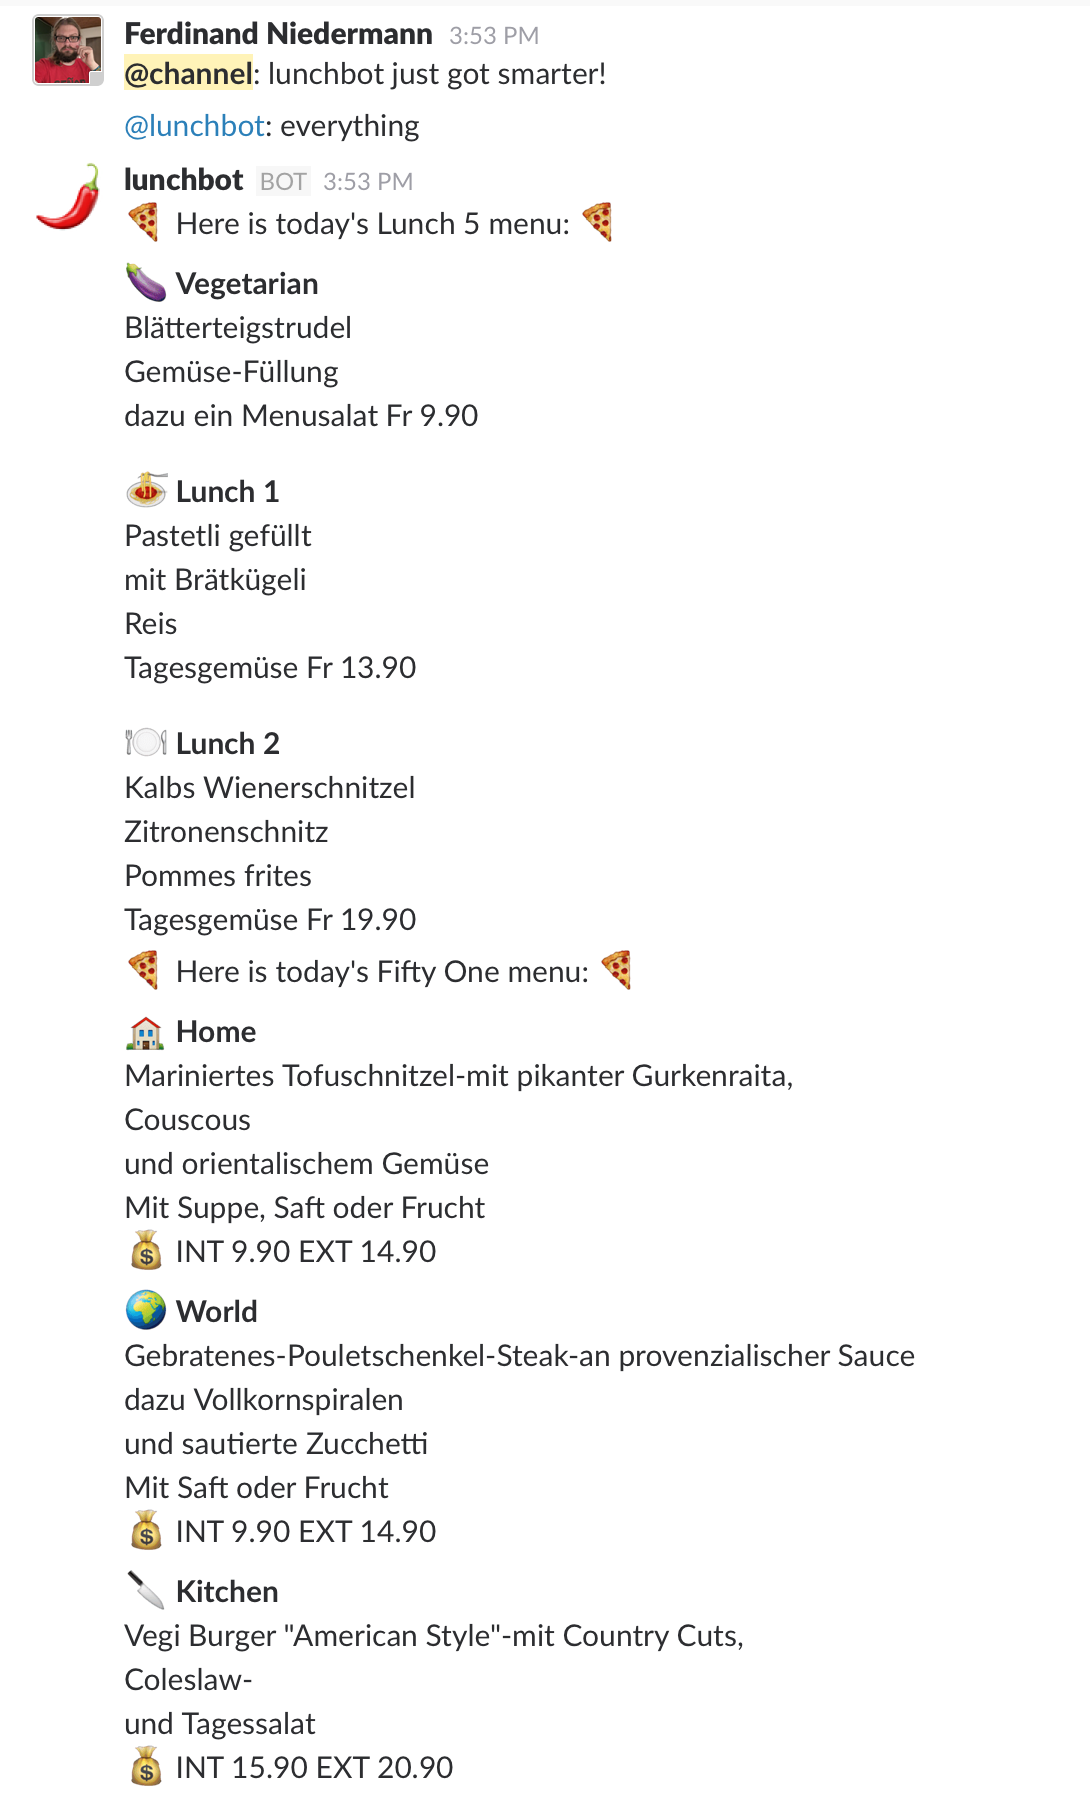 Ferdinand Niedermann 3:53 PM
@channel: lunchbot just got smarter!
@lunchbot: everything
lunchbot BOT 3:53 PM
Here is today's Lunch 5 menu:
Vegetarian
Blätterteigstrudel
Gemüse-Füllung
dazu ein Menusalat Fr 9.90
Lunch 1
Pastetli gefüllt
mit Brätkügeli
Reis
Tagesgemüse Fr 13.90
Lunch 2
Kalbs Wienerschnitzel
Zitronenschnitz
Pommes frites
Tagesgemüse Fr 19.90
Here is today's Fifty One menu:
Home
Mariniertes Tofuschnitzel-mit pikanter Gurkenraita,
Couscous
und orientalischem Gemüse
Mit Suppe, Saft oder Frucht
INT 9.90 EXT 14.90
World
Gebratenes-Pouletschenkel-Steak-an provenzialischer Sauce
dazu Vollkornspiralen
und sautierte Zucchetti
Mit Saft oder Frucht
INT 9.90 EXT 14.90
Kitchen
Vegi Burger "American Style"-mit Country Cuts,
Coleslaw-
und Tagessalat
INT 15.90 EXT 20.90